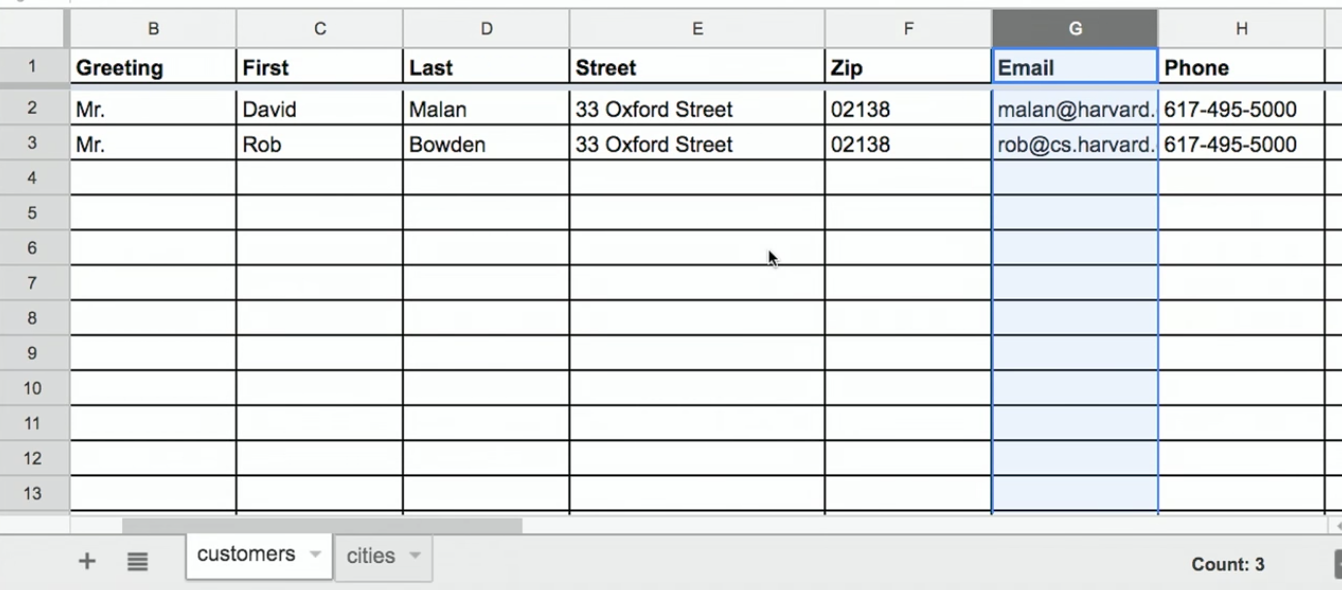 B C D E F G H
1 Greeting First Last Street Zip Email Phone
2 Mr. David Malan 33 Oxford Street 02138 malan@harvard. 617-495-5000
3 Mr. Rob Bowden 33 Oxford Street 02138 rob@cs.harvard. 617-495-5000
4
5
6
7
8
9
10
11
12
13
+ customers cities Count: 3